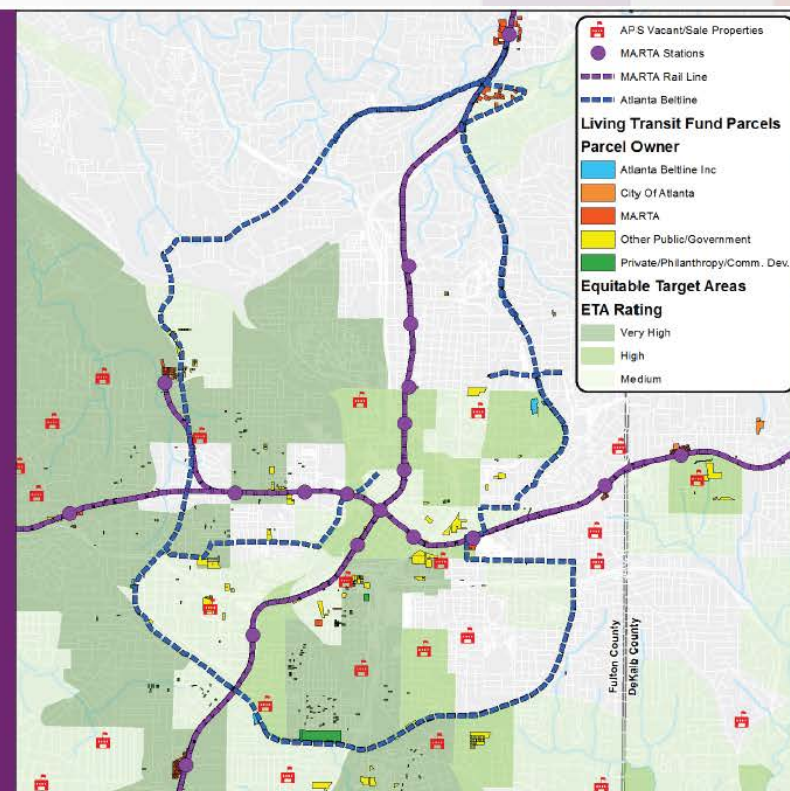 APS Vacant/Sale Properties
MARTA Stations
MARTA Rail Line
Atlanta Beltline
Living Transit Fund Parcels
Parcel Owner
Atlanta Beltline Inc
City Of Atlanta
MARTA
Other Public/Government
Private/Philanthropy/Comm. Dev.
Equitable Target Areas
ETA Rating
Very High
High
Medium
Fulton County
DeKalb County